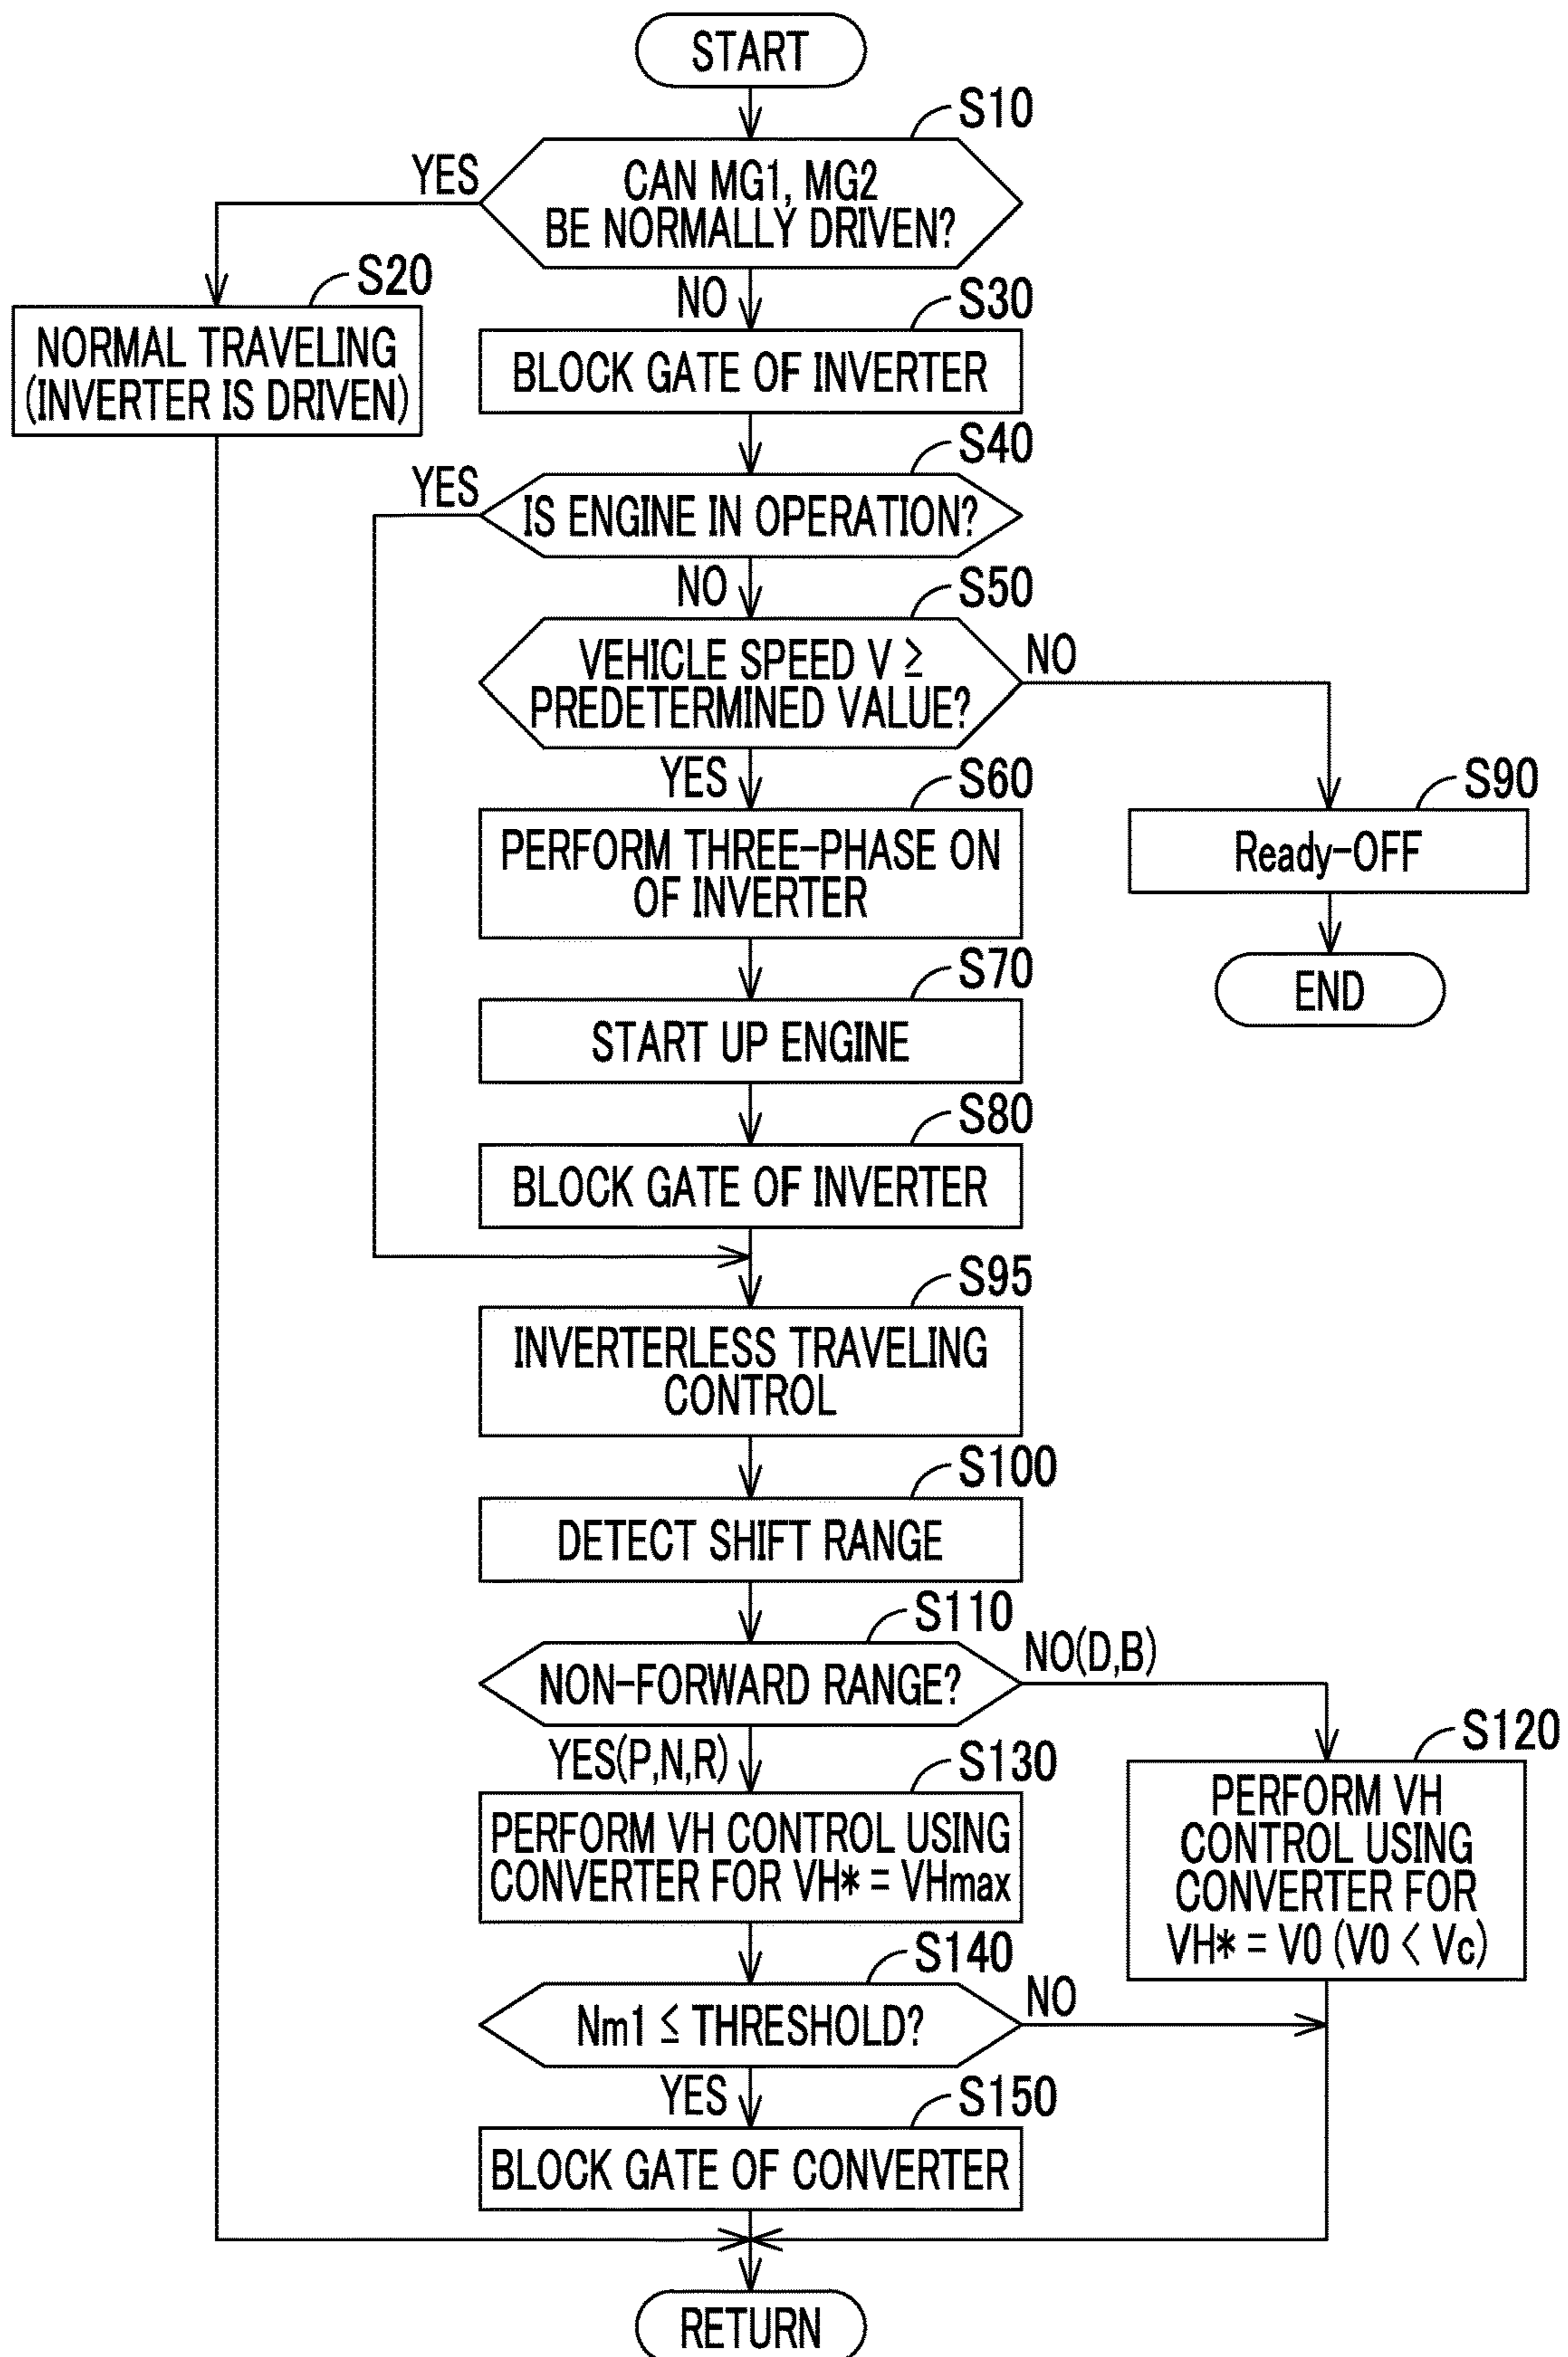 START
S10
YES
CAN MG1, MG2
BE NORMALLY DRIVEN?
S20
NORMAL TRAVELING
(INVERTER IS DRIVEN)
NO
S30
BLOCK GATE OF INVERTER
S40
YES
IS ENGINE IN OPERATION?
NO
S50
VEHICLE SPEED V ≧
PREDETERMINED VALUE?
NO
YES
S60
PERFORM THREE-PHASE ON
OF INVERTER
S90
Ready-OFF
END
S70
START UP ENGINE
S80
BLOCK GATE OF INVERTER
S95
INVERTERLESS TRAVELING
CONTROL
S100
DETECT SHIFT RANGE
S110
NON-FORWARD RANGE?
NO(D,B)
YES(P,N,R)
S130
PERFORM VH CONTROL USING
CONVERTER FOR VH* = VHmax
S120
PERFORM VH
CONTROL USING
CONVERTER FOR
VH* = V0 (V0 < Vc)
S140
Nm1 ≦ THRESHOLD?
NO
YES
S150
BLOCK GATE OF CONVERTER
RETURN